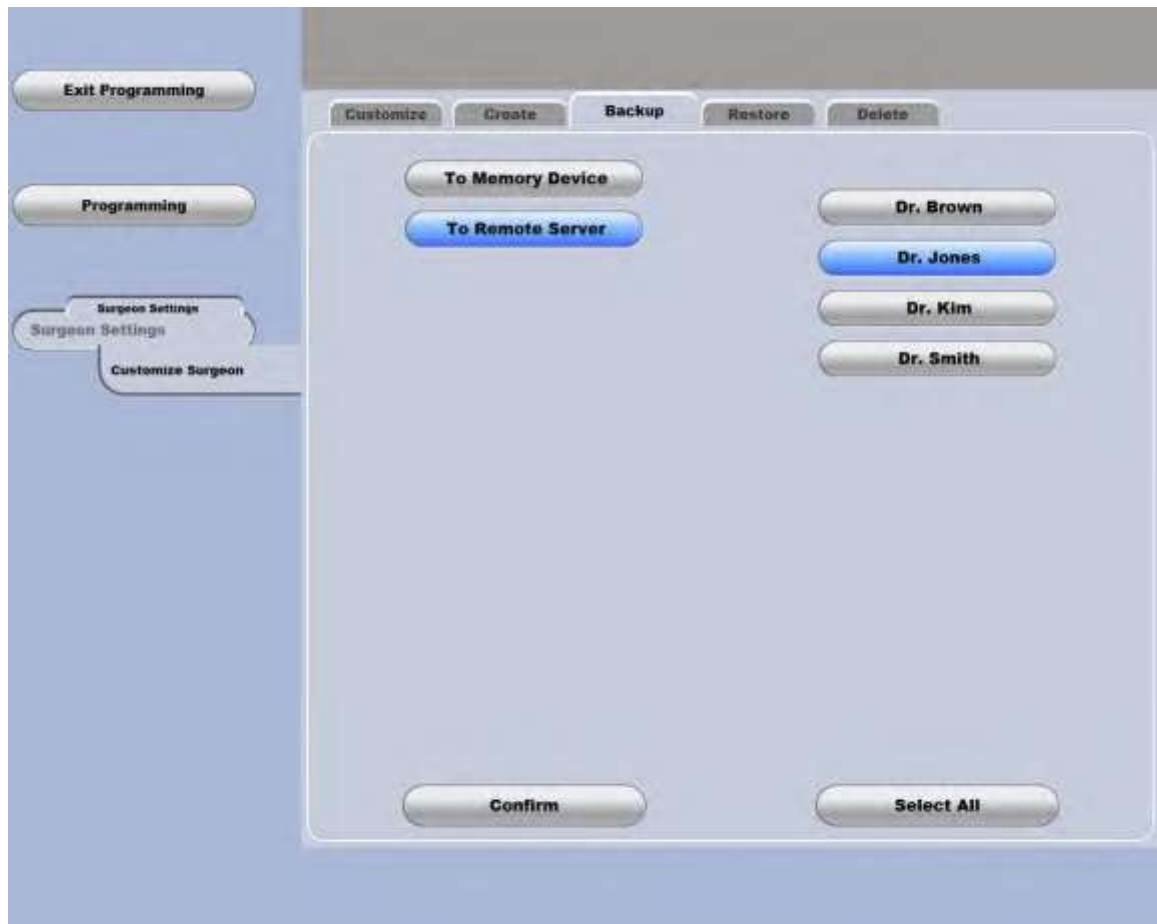 Exit Programming
Programming
Surgeon Settings
Surgeon Settings
Customize Surgeon
Customize
Create
Backup
Restore
Delete
To Memory Device
To Remote Server
Dr. Brown
Dr. Jones
Dr. Kim
Dr. Smith
Confirm
Select All